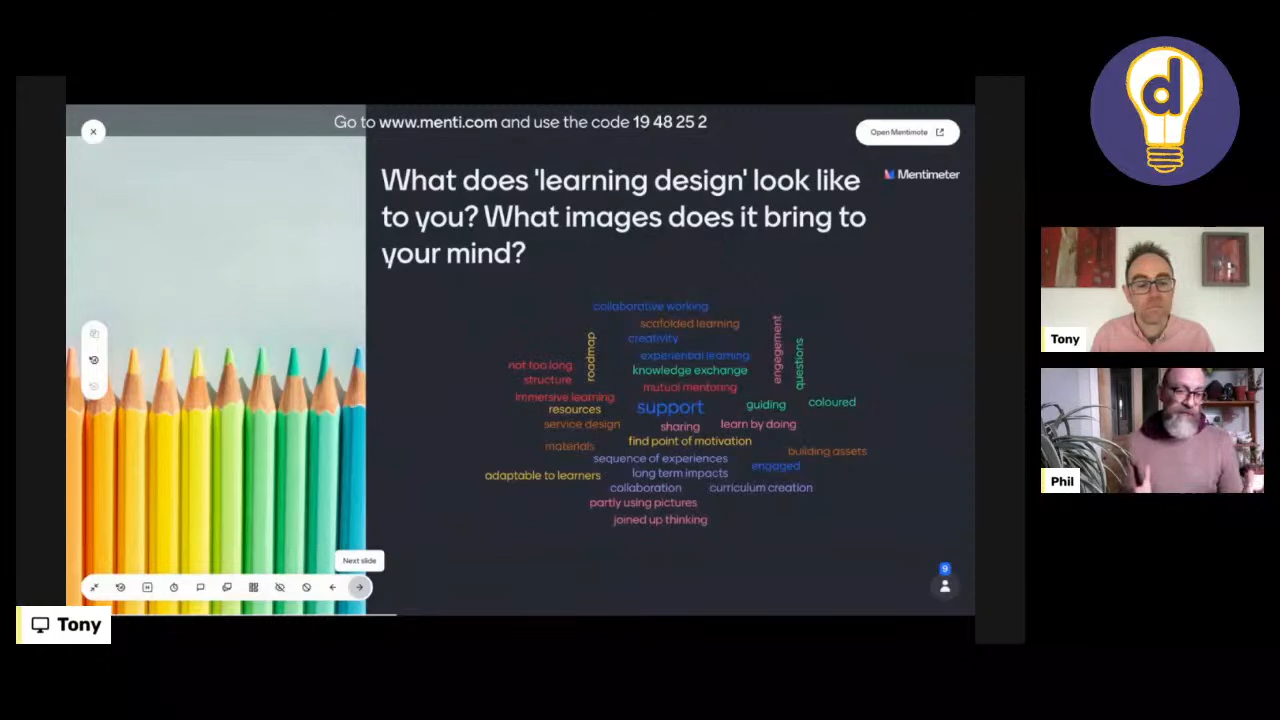 Go to www.menti.com and use the code 19 48 25 2
Open Mentimote
Mentimeter
What does 'learning design' look like
to you? What images does it bring to
your mind?
collaborative working
scafolded learning
creativity
roadmap
engegement
questions
experiential learning
not too long
knowledge exchange
structure
mutual mentoring
immersive learning
resources
support
guiding
coloured
service design
sharing
learn by doing
find point of motivation
materials
building assets
sequence of experiences
engaged
adaptable to learners
long term impacts
collaboration
curriculum creation
partly using pictures
joined up thinking
Next slide
9
Tony
d
Tony
Phil